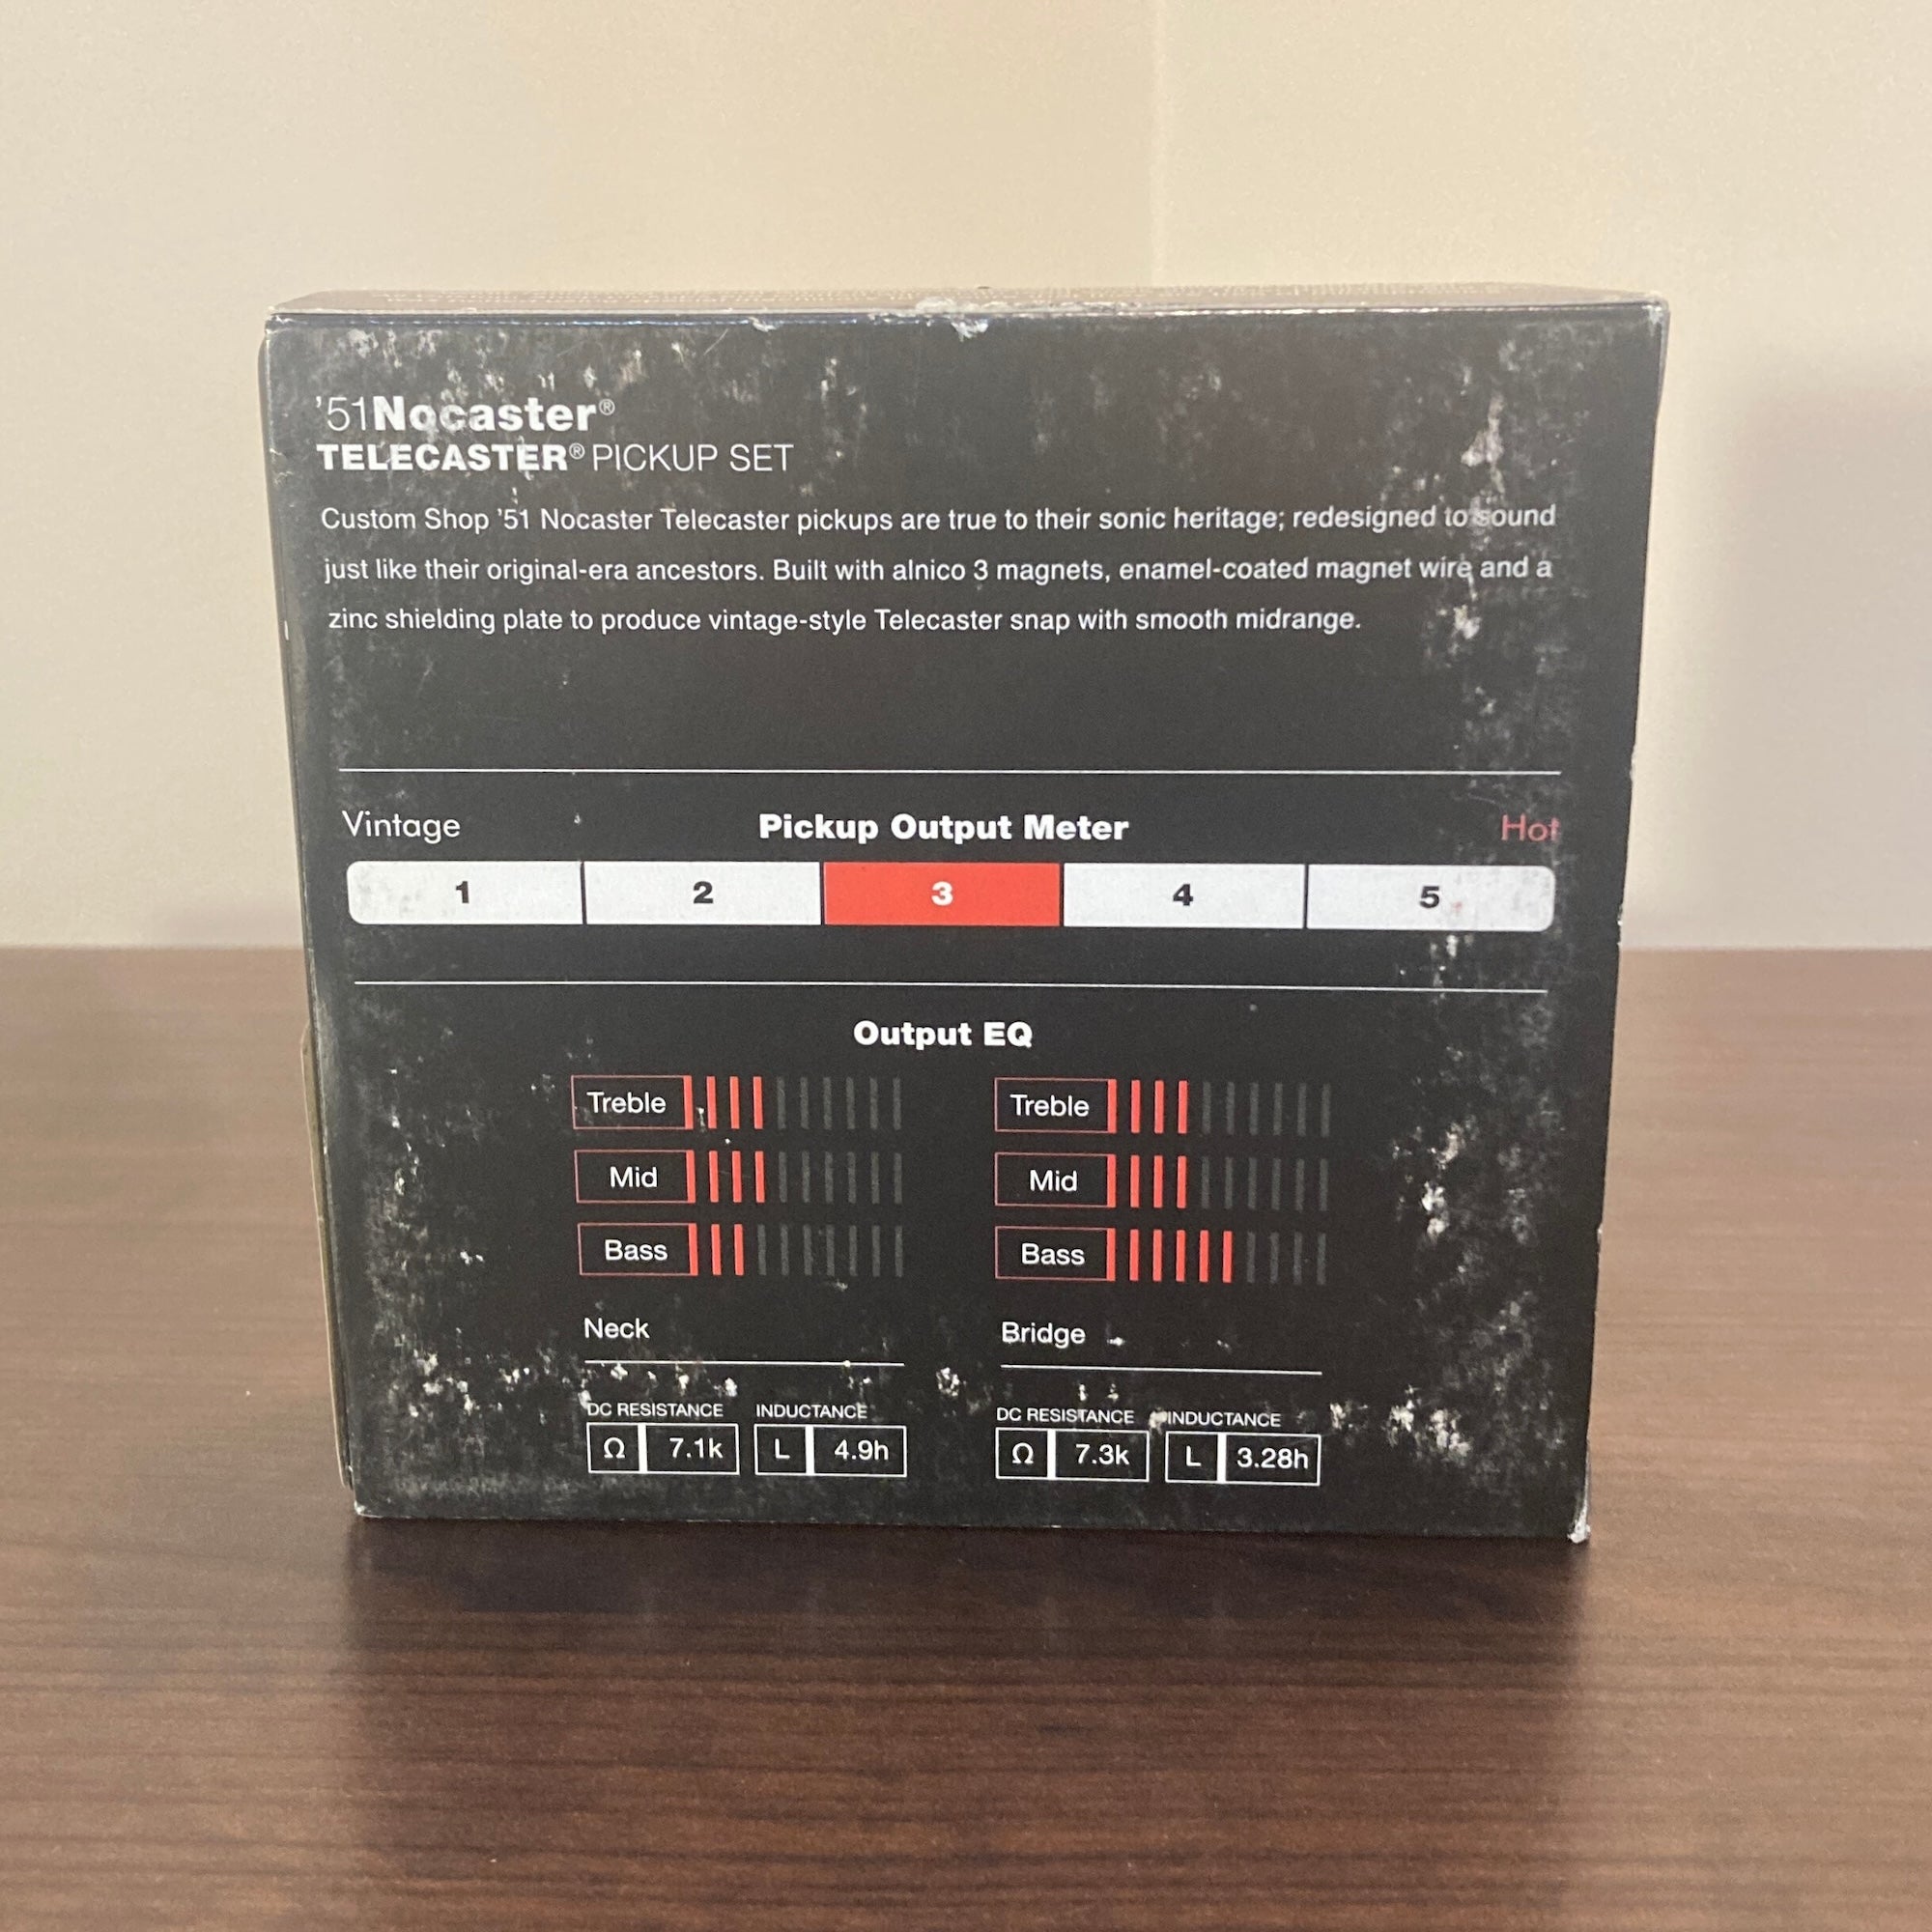 '51Nocaster®
TELECASTER® PICKUP SET
Custom Shop '51 Nocaster Telecaster pickups are true to their sonic heritage; redesigned to sound
just like their original-era ancestors. Built with alnico 3 magnets, enamel-coated magnet wire and a
zinc shielding plate to produce vintage-style Telecaster snap with smooth midrange.
Vintage Pickup Output Meter Hot
1 2 3 4 5
Output EQ
Treble Treble
Mid Mid
Bass Bass
Neck Bridge
DC RESISTANCE INDUCTANCE DC RESISTANCE INDUCTANCE
Ω 7.1k L 4.9h Ω 7.3k L 3.28h